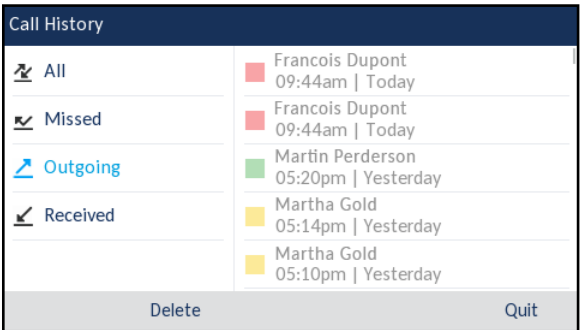 Call History
All
Missed
Outgoing
Received
Francois Dupont
09:44am | Today
Francois Dupont
09:44am | Today
Martin Perderson
05:20pm | Yesterday
Martha Gold
05:14pm | Yesterday
Martha Gold
05:10pm | Yesterday
Delete
Quit